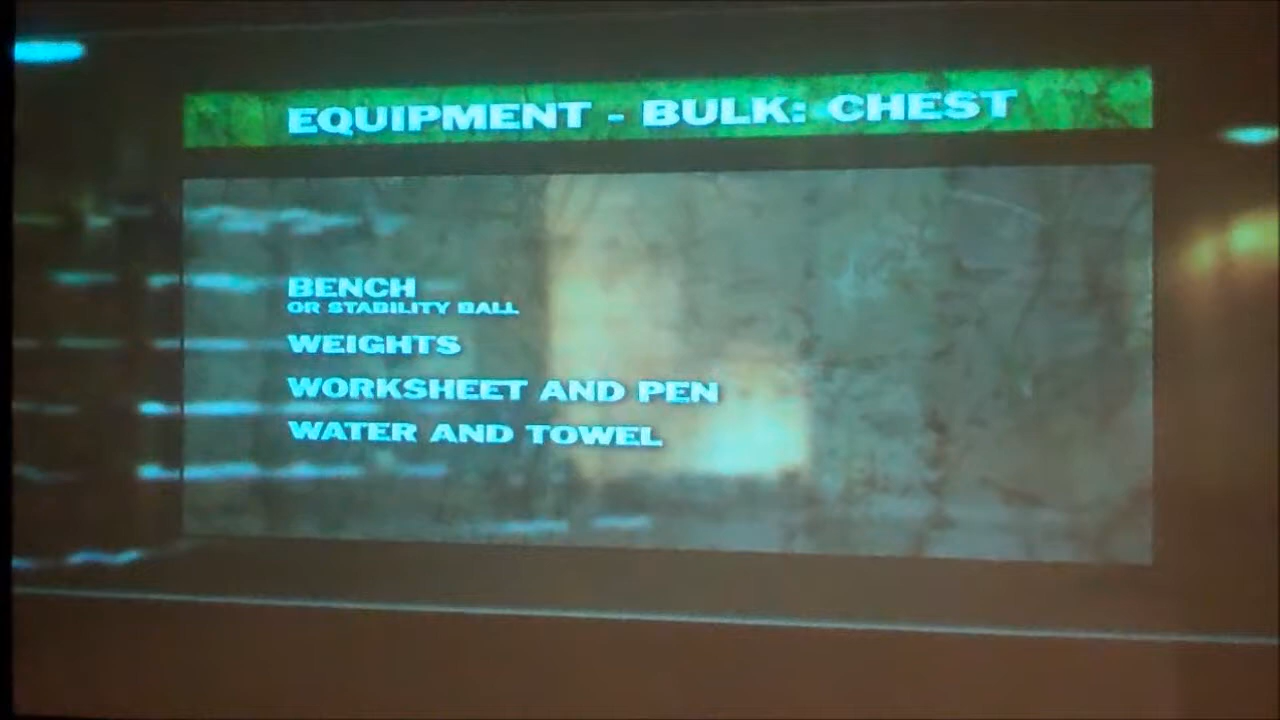 EQUIPMENT - BULK: CHEST
BENCH
OR STABILITY BALL
WEIGHTS
WORKSHEET AND PEN
WATER AND TOWEL